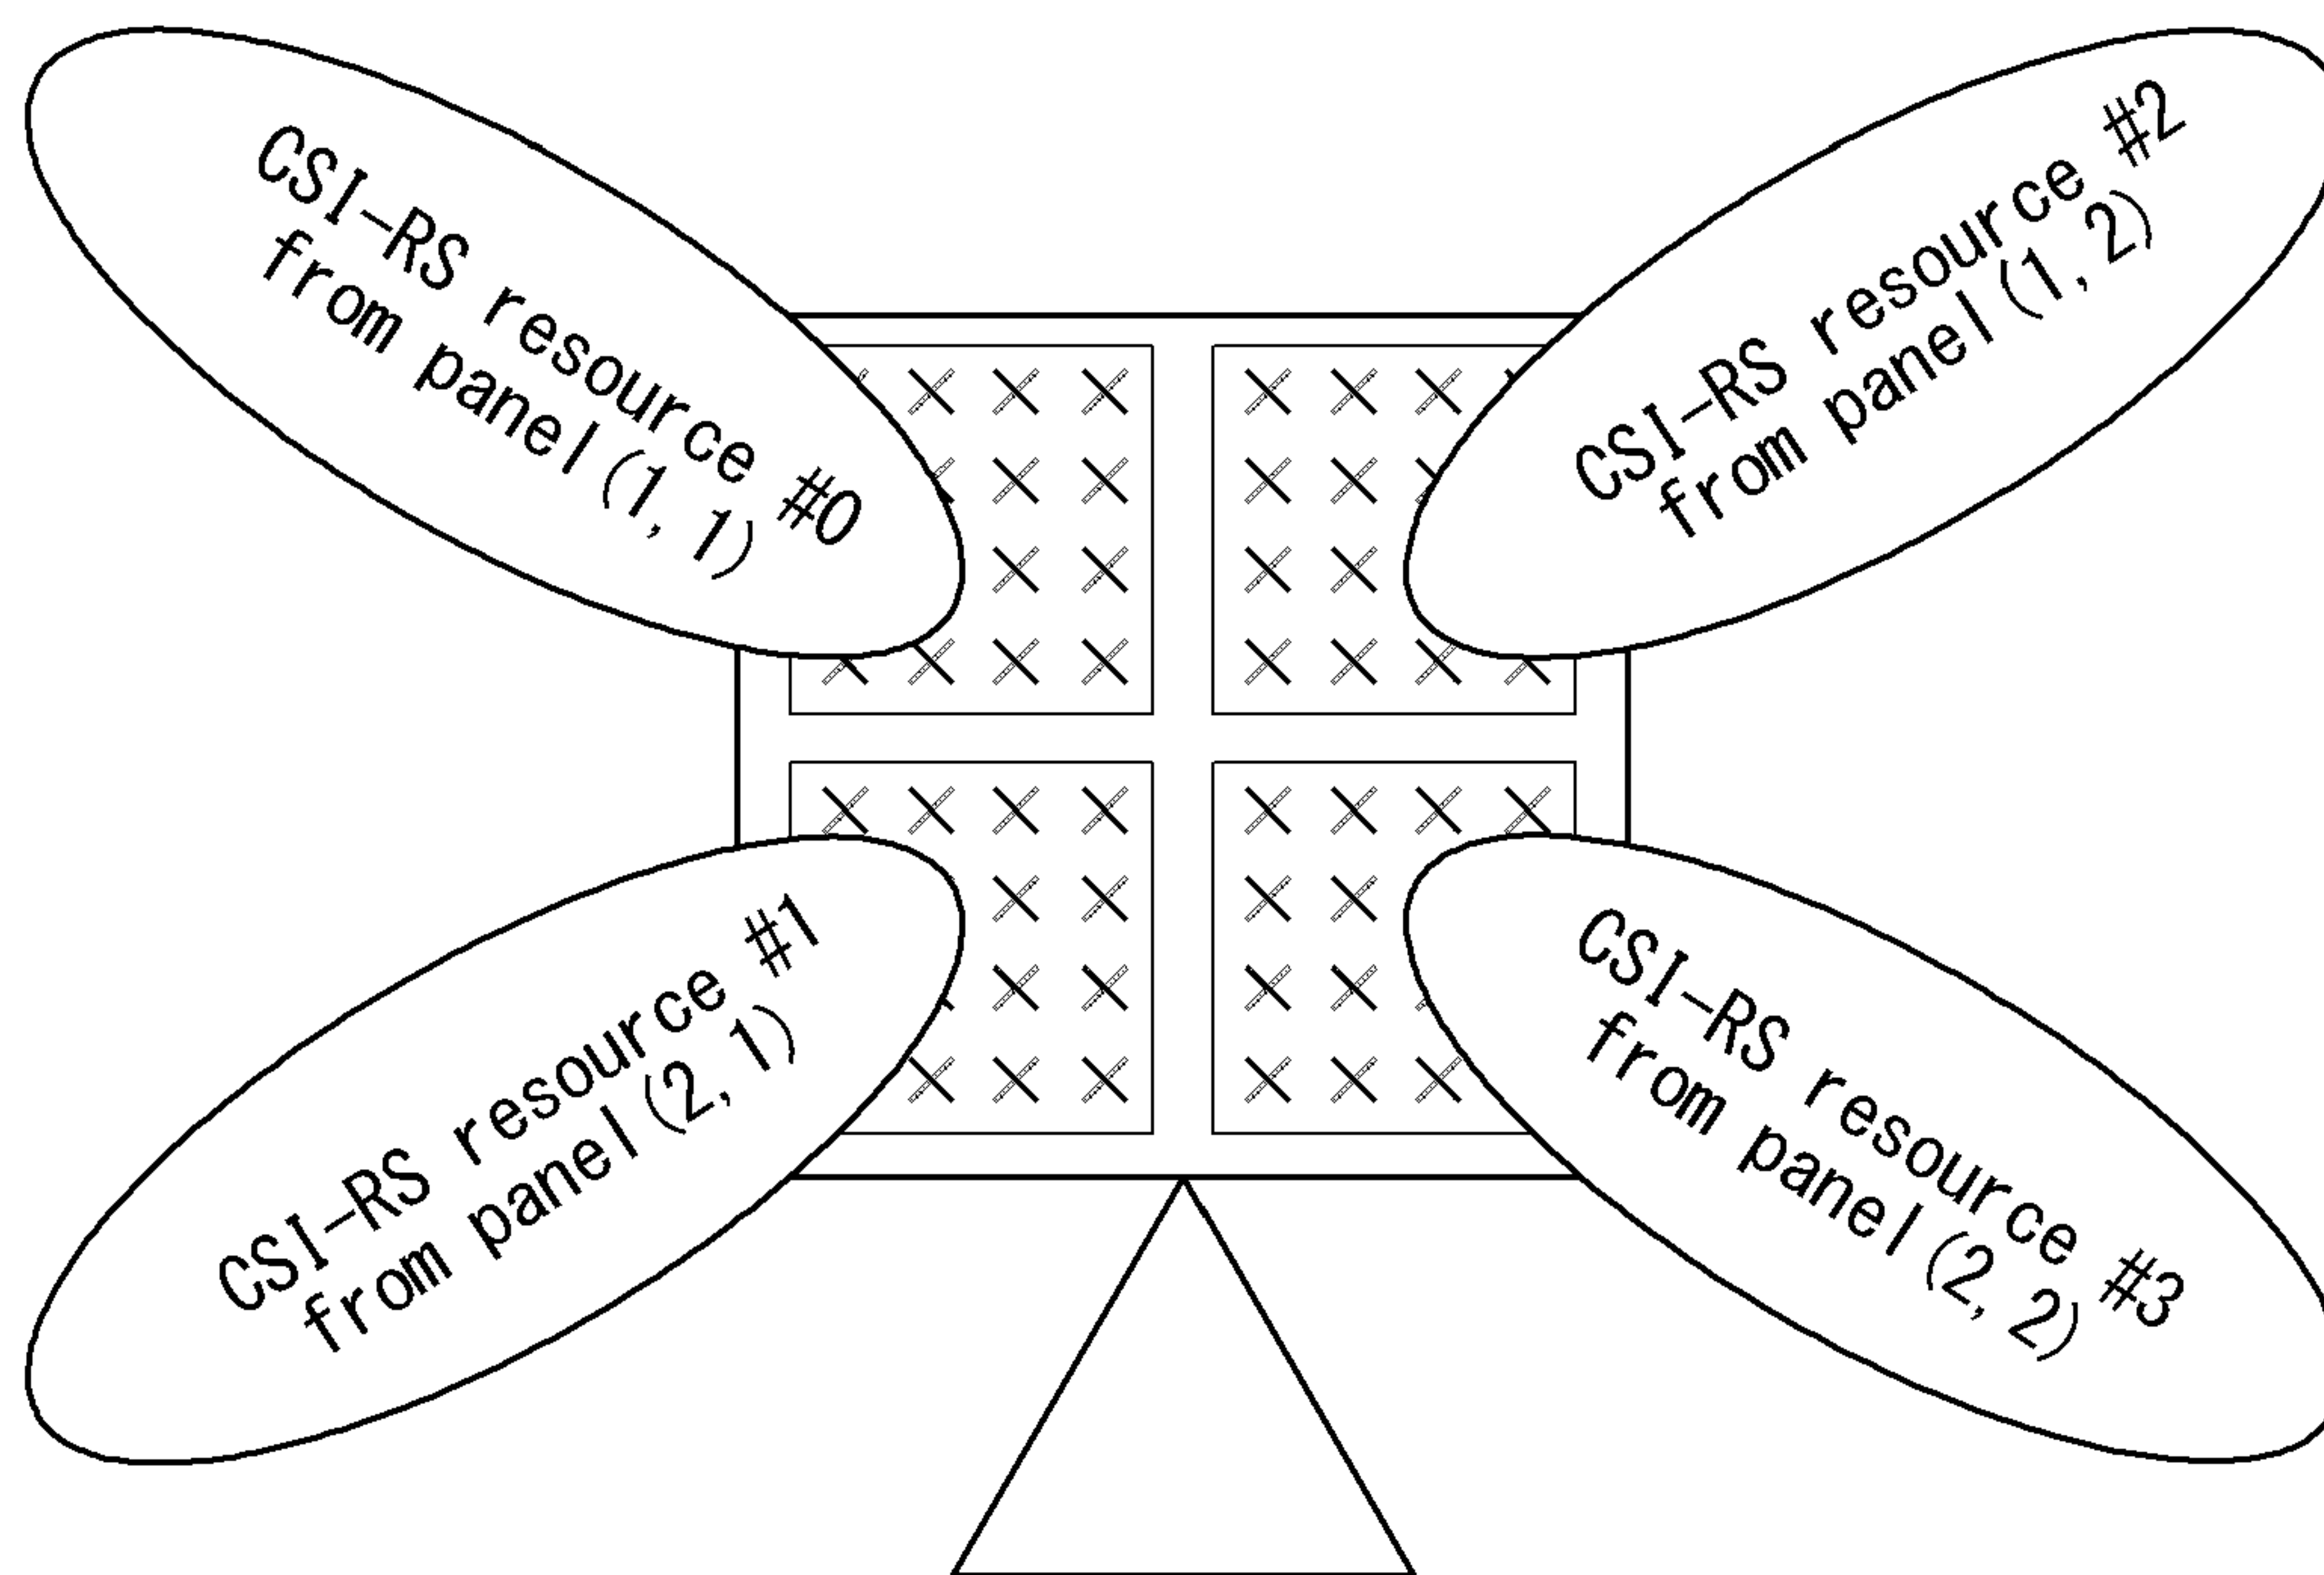 CSI-RS resource #0
from panel (1, 1)
CSI-RS resource #2
from panel (1, 2)
CSI-RS resource #1
from panel (2, 1)
CSI-RS resource #3
from panel (2, 2)